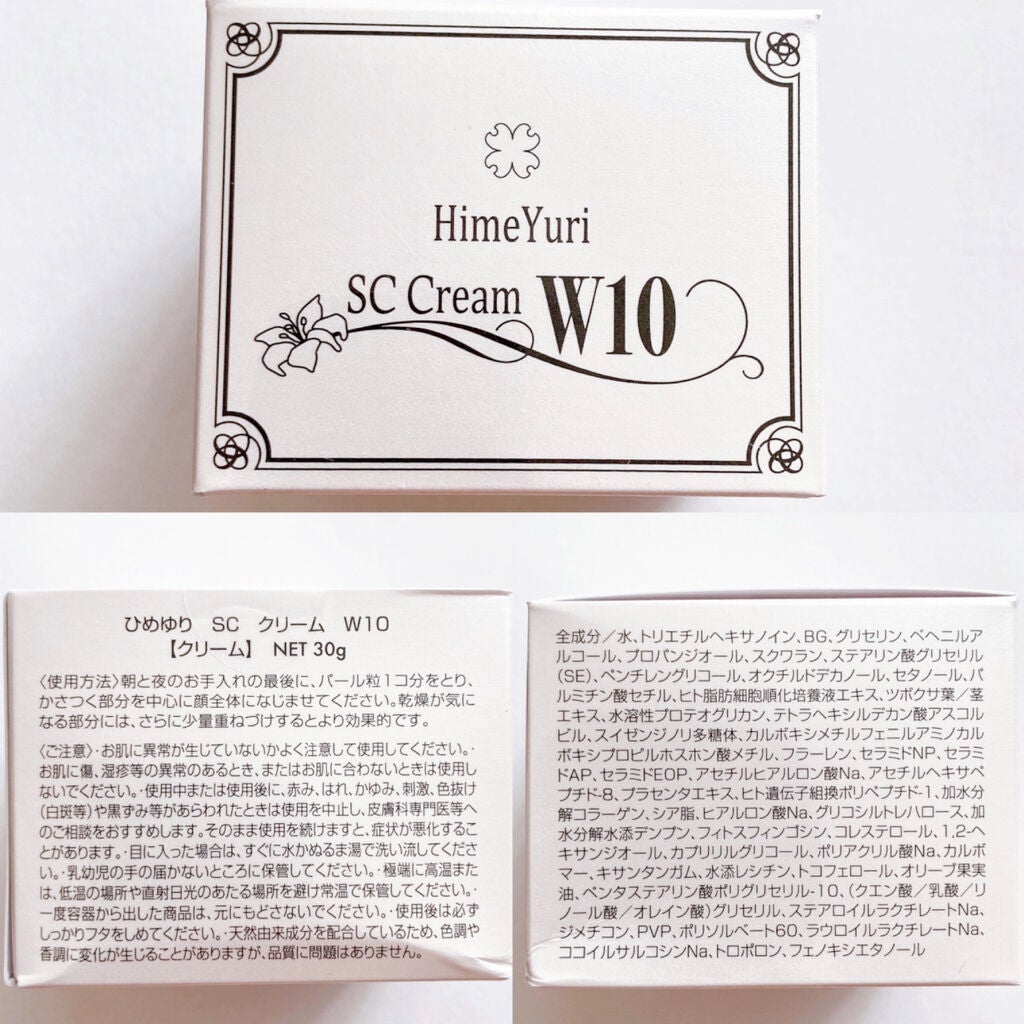 HimeYuri
SC Cream W10
ひめゆり SC クリーム W10
【クリーム】 NET 30g
〈使用方法〉朝と夜のお手入れの最後に、パール粒1コ分をとり、
かさつく部分を中心に顔全体になじませてください。乾燥が気に
なる部分には、さらに少量重ねづけするとより効果的です。
〈ご注意〉・お肌に異常が生じていないかよく注意して使用してください。・
お肌に傷、湿疹等の異常のあるとき、またはお肌に合わないときは使用し
ないでください。・使用中または使用後に、赤み、はれ、かゆみ、刺激、色抜け
(白斑等)や黒ずみ等があらわれたときは使用を中止し、皮膚科専門医等へ
のご相談をおすすめします。そのまま使用を続けますと、症状が悪化するこ
とがあります。・目に入った場合は、すぐに水かぬるま湯で洗い流してくださ
い。・乳幼児の手の届かないところに保管してください。・極端に高温また
は、低温の場所や直射日光のあたる場所を避け常温で保管してください。・
一度容器から出した商品は、元にもどさないでください。・使用後は必ず
しっかりフタをしめてください。・天然由来成分を配合しているため、色調や
香調に変化が生じることがありますが、品質に問題はありません。
全成分／水、トリエチルヘキサノイン、BG、グリセリン、ベヘニルア
ルコール、プロパンジオール、スクワラン、ステアリン酸グリセリル
(SE)、ペンチレングリコール、オクチルドデカノール、セタノール、パ
ルミチン酸セチル、ヒト脂肪細胞順化培養液エキス、ツボクサ葉／茎
エキス、水溶性プロテオグリカン、テトラヘキシルデカン酸アスコル
ビル、スイゼンジノリ多糖体、カルボキシメチルフェニルアミノカル
ボキシプロピルホスホン酸メチル、フラーレン、セラミドNP、セラミ
ドAP、セラミドEOP、アセチルヒアルロン酸Na、アセチルヘキサペ
プチド-8、プラセンタエキス、ヒト遺伝子組換ポリペプチド-1、加水分
解コラーゲン、シア脂、ヒアルロン酸Na、グリコシルトレハロース、加
水分解水添デンプン、フィトスフィンゴシン、コレステロール、1,2-ヘ
キサンジオール、カプリリルグリコール、ポリアクリル酸Na、カルボ
マー、キサンタンガム、水添レシチン、トコフェロール、オリーブ果実
油、ペンタステアリン酸ポリグリセリル-10、(クエン酸／乳酸／リ
ノール酸／オレイン酸)グリセリル、ステアロイルラクチレートNa、
ジメチコン、PVP、ポリソルベート60、ラウロイルラクチレートNa、
ココイルサルコシンNa、トロポロン、フェノキシエタノール